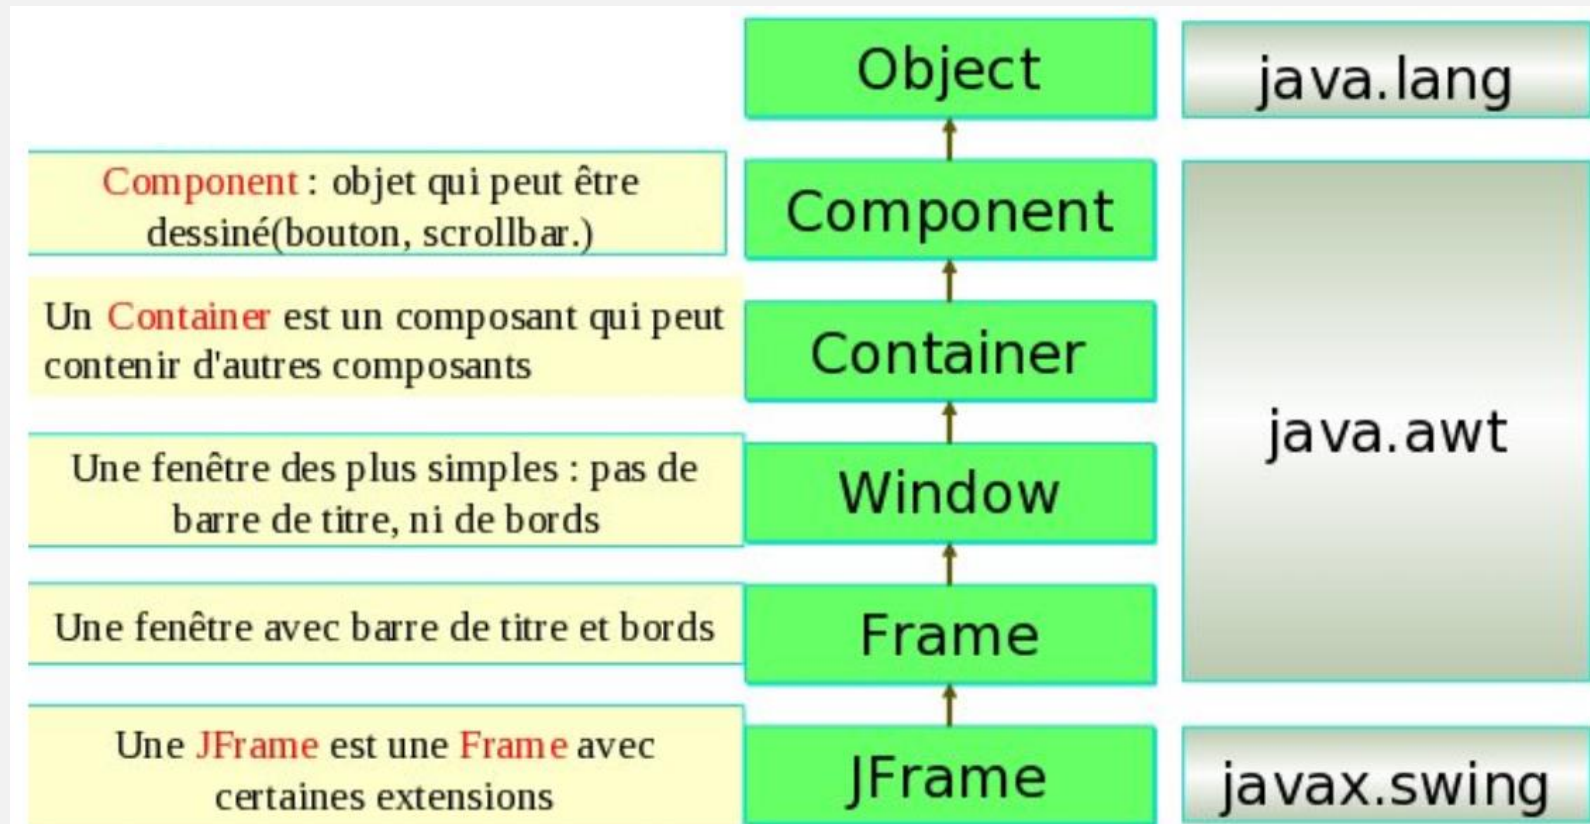 Object
java.lang
Component : objet qui peut être
dessiné(bouton, scrollbar.)
Component
Un Container est un composant qui peut
contenir d'autres composants
Container
java.awt
Une fenêtre des plus simples : pas de
barre de titre, ni de bords
Window
Une fenêtre avec barre de titre et bords
Frame
Une JFrame est une Frame avec
certaines extensions
JFrame
javax.swing